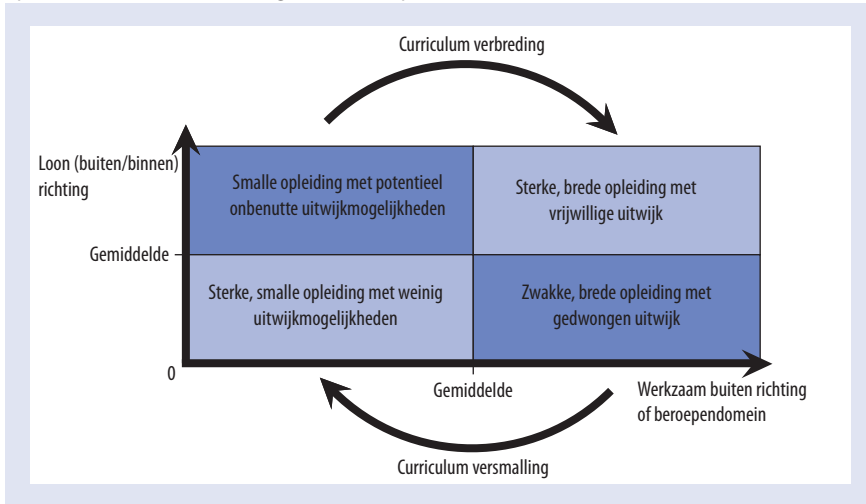 Curriculum verbreding
Loon (buiten/binnen)
richting
Smalle opleiding met potentieel
onbenutte uitwijkmogelijkheden
Sterke, brede opleiding met
vrijwillige uitwijk
Gemiddelde
Sterke, smalle opleiding met weinig
uitwijkmogelijkheden
Zwakke, brede opleiding met
gedwongen uitwijk
0
Gemiddelde
Werkzaam buiten richting
of beroependomein
Curriculum versmalling